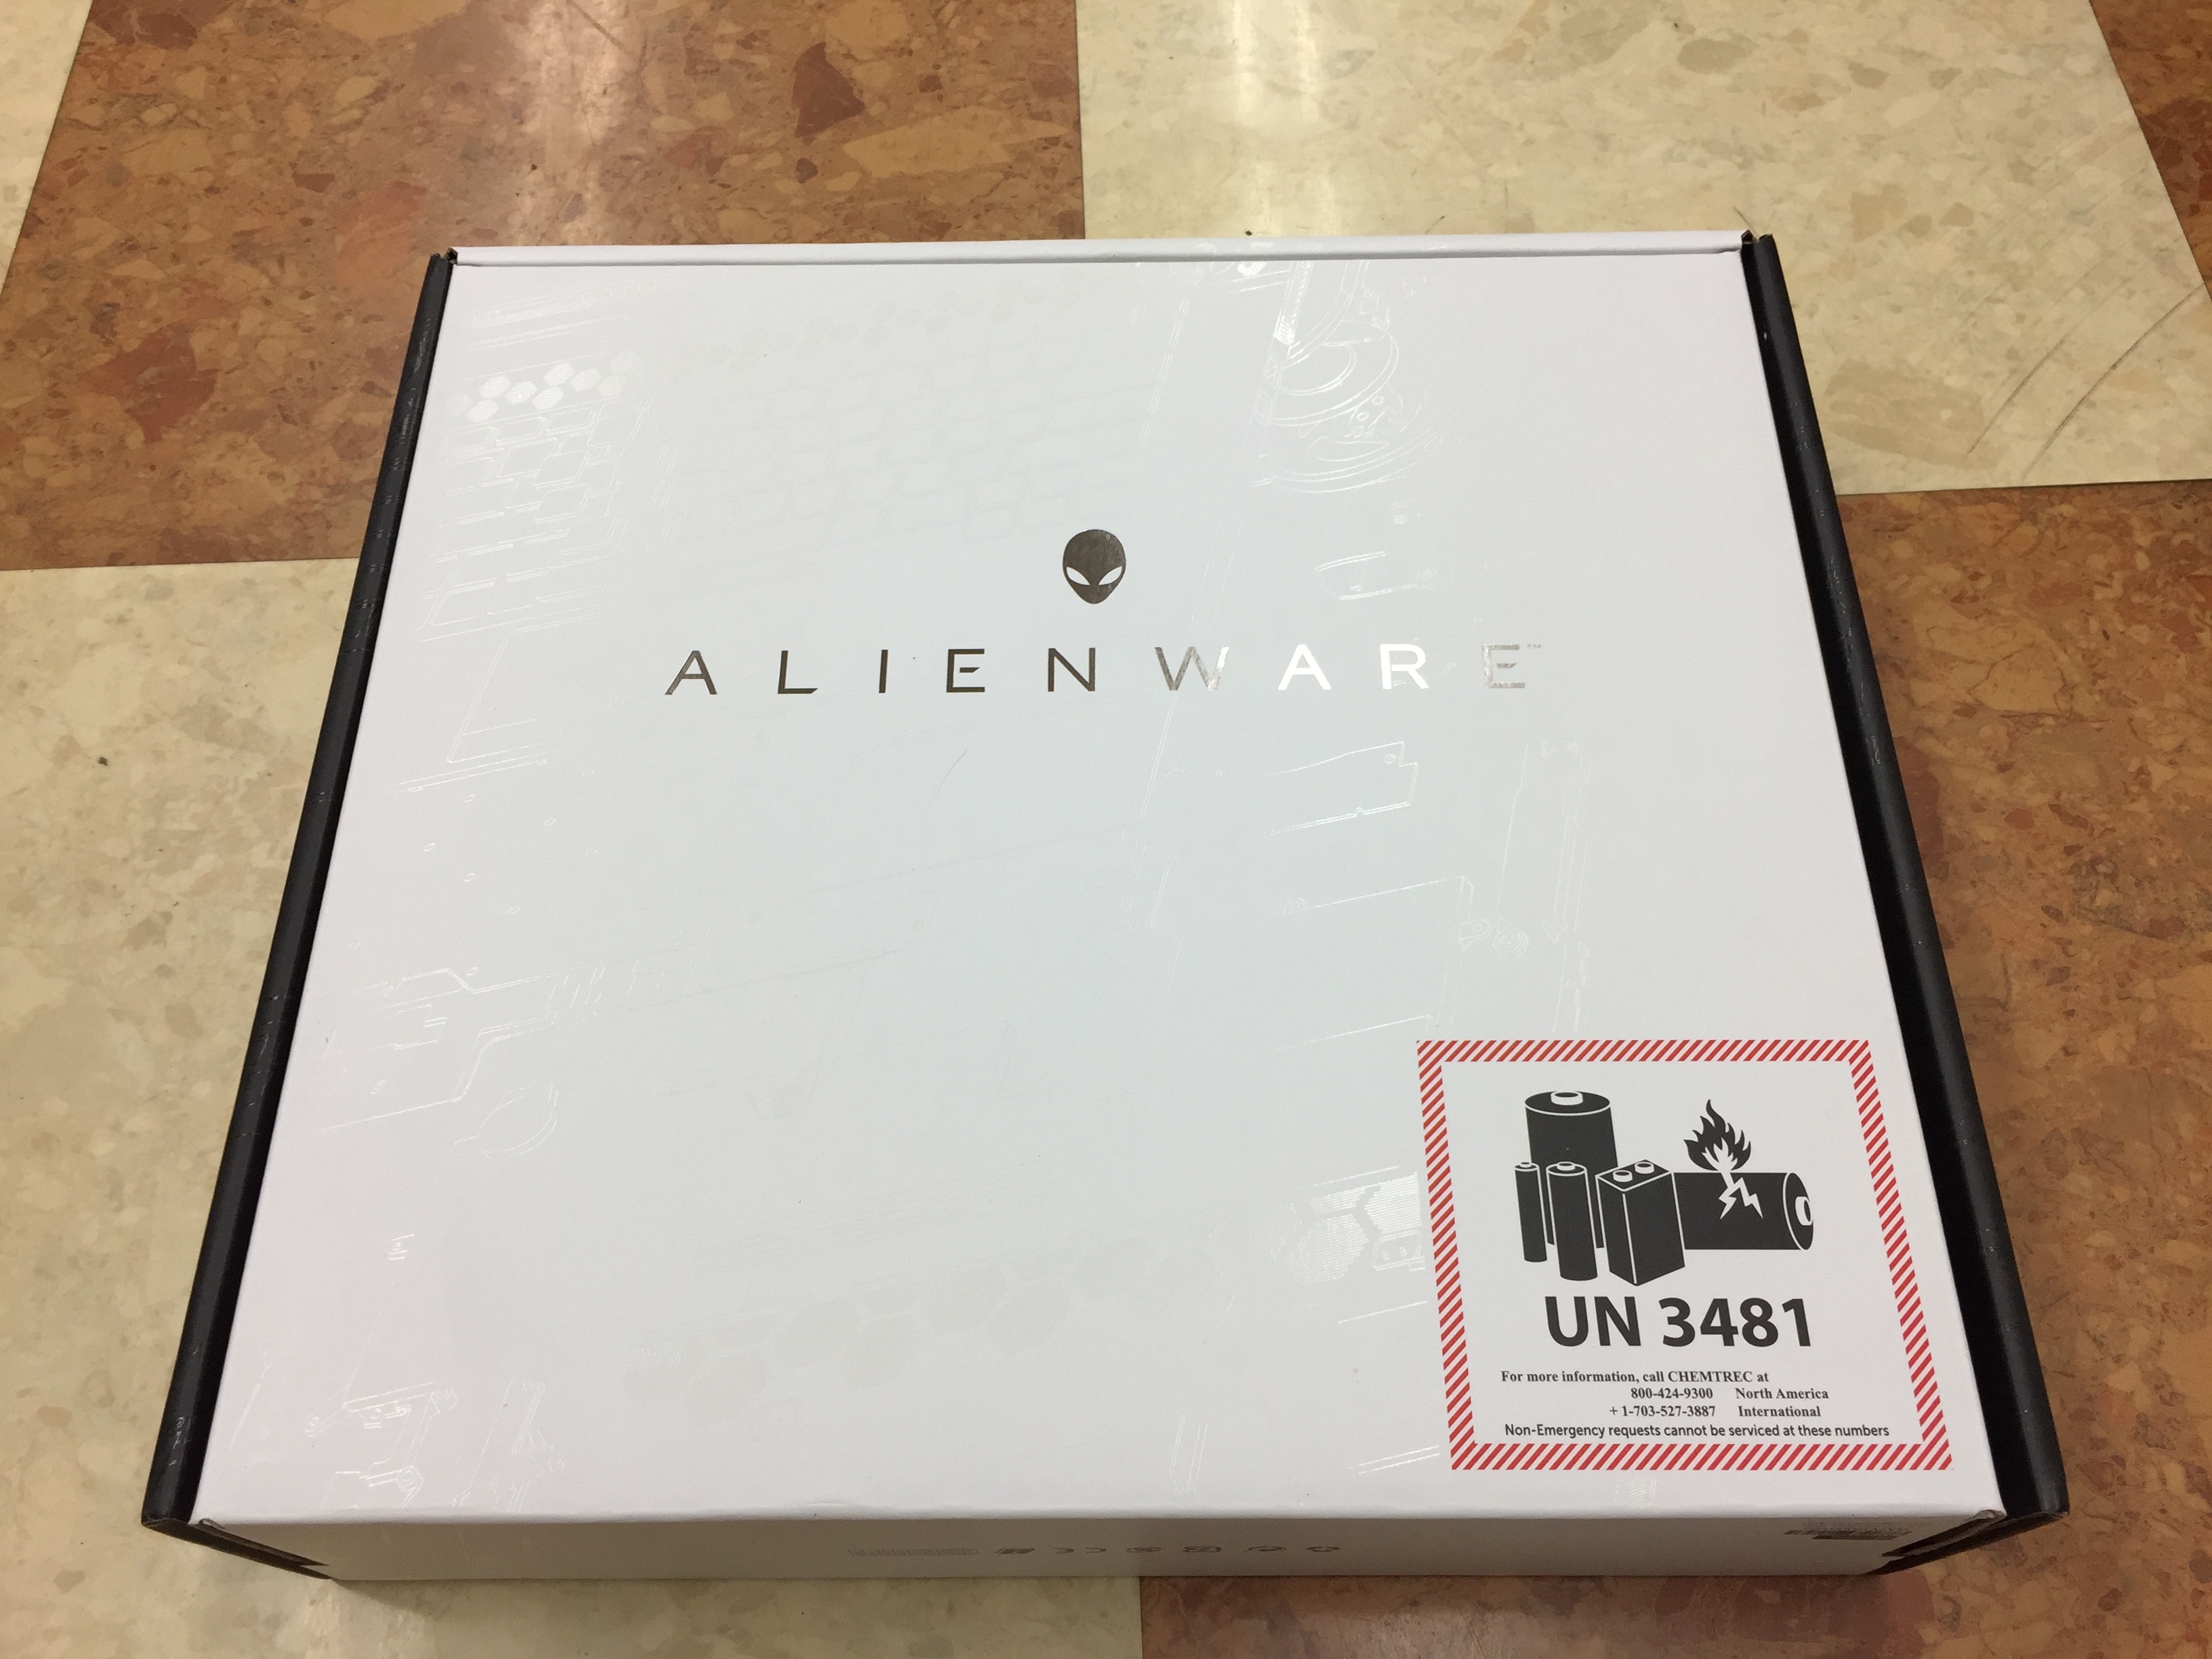 ALIENWARE™
UN 3481
For more information, call CHEMTREC at
800-424-9300 North America
+ 1-703-527-3887 International
Non-Emergency requests cannot be serviced at these numbers